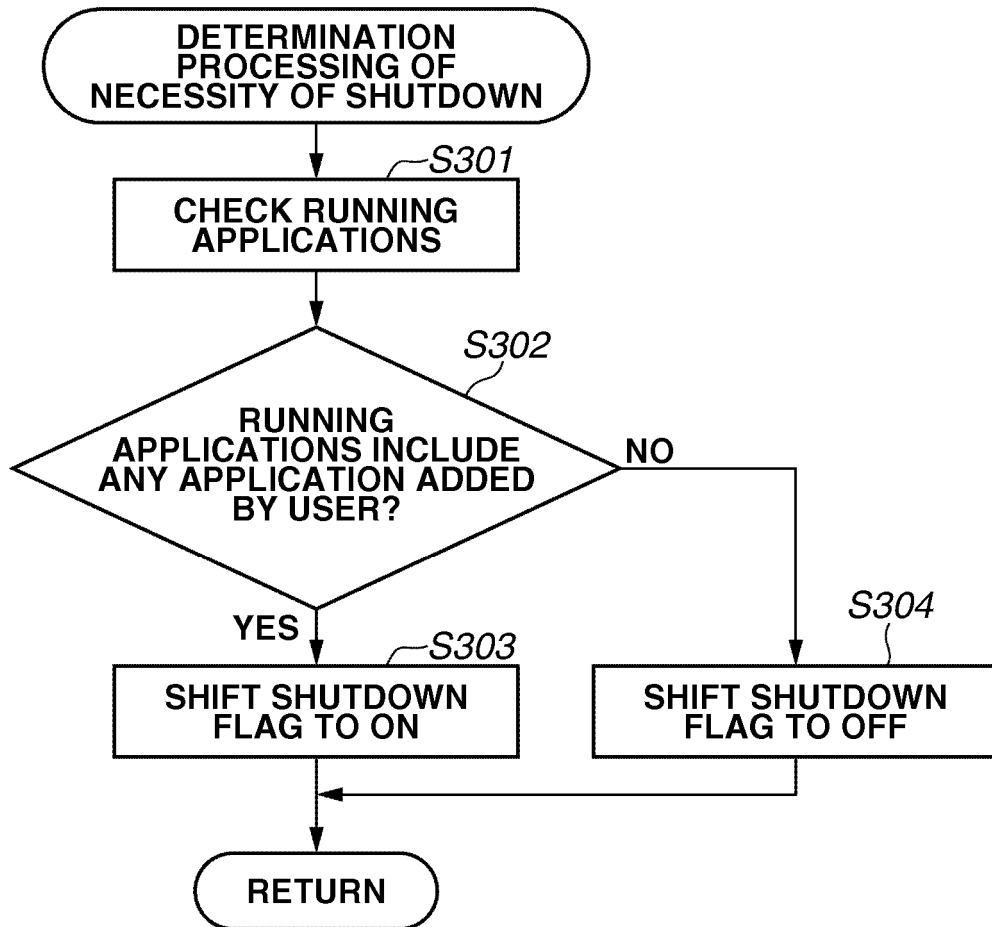 DETERMINATION
PROCESSING OF
NECESSITY OF SHUTDOWN
S301
CHECK RUNNING
APPLICATIONS
S302
RUNNING
APPLICATIONS INCLUDE
ANY APPLICATION ADDED
BY USER?
NO
YES
S303
SHIFT SHUTDOWN
FLAG TO ON
S304
SHIFT SHUTDOWN
FLAG TO OFF
RETURN